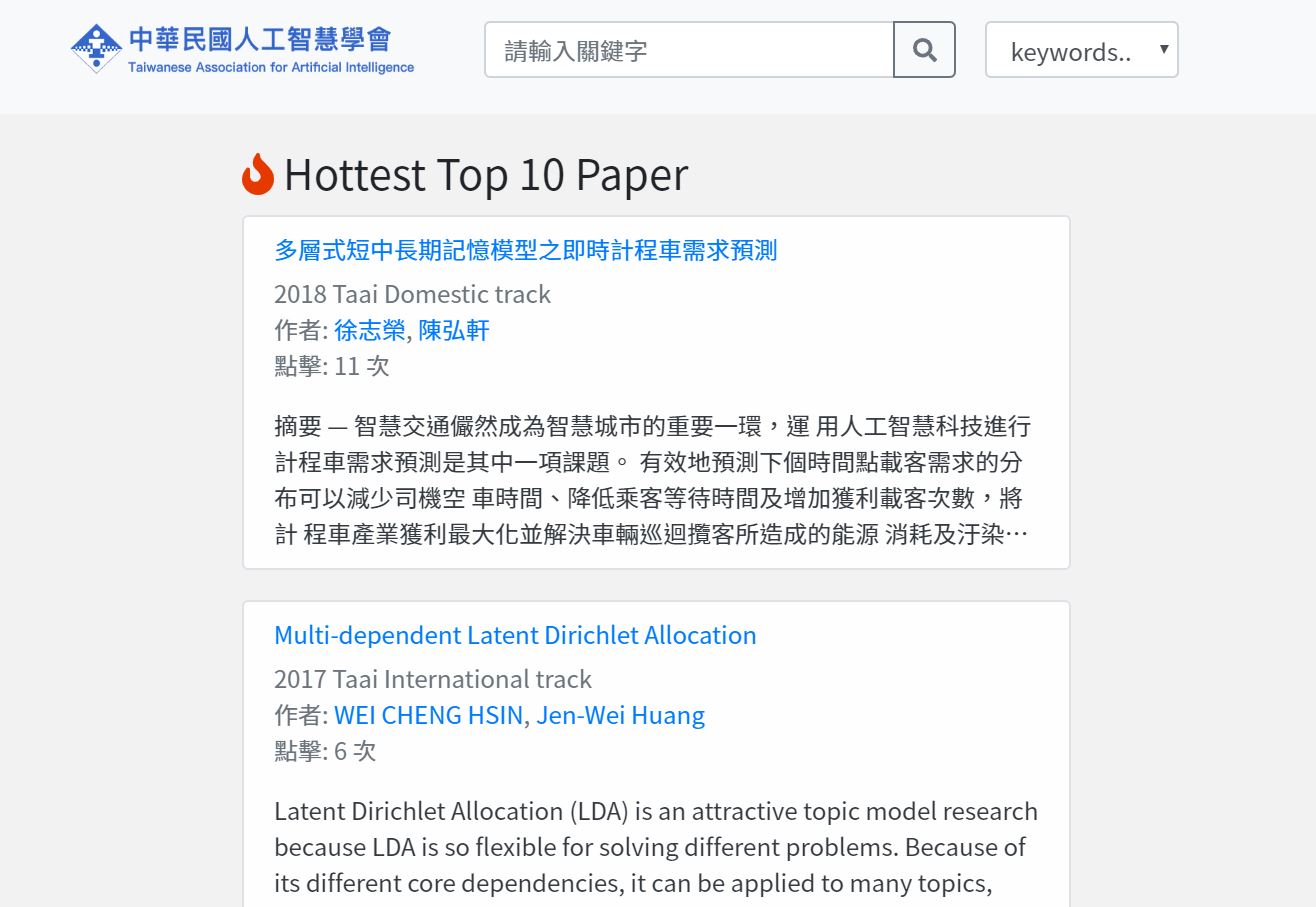 中華民國人工智慧學會
Taiwanese Association for Artificial Intelligence
請輸入關鍵字
keywords..
Hottest Top 10 Paper
多層式短中長期記憶模型之即時計程車需求預測
2018 Taai Domestic track
作者: 徐志榮, 陳弘軒
點擊: 11 次
摘要 — 智慧交通儼然成為智慧城市的重要一環，運 用人工智慧科技進行
計程車需求預測是其中一項課題。 有效地預測下個時間點載客需求的分
布可以減少司機空 車時間、降低乘客等待時間及增加獲利載客次數，將
計 程車產業獲利最大化並解決車輛巡迴攬客所造成的能源 消耗及汙染…
Multi-dependent Latent Dirichlet Allocation
2017 Taai International track
作者: WEI CHENG HSIN, Jen-Wei Huang
點擊: 6 次
Latent Dirichlet Allocation (LDA) is an attractive topic model research
because LDA is so flexible for solving different problems. Because of
its different core dependencies, it can be applied to many topics,